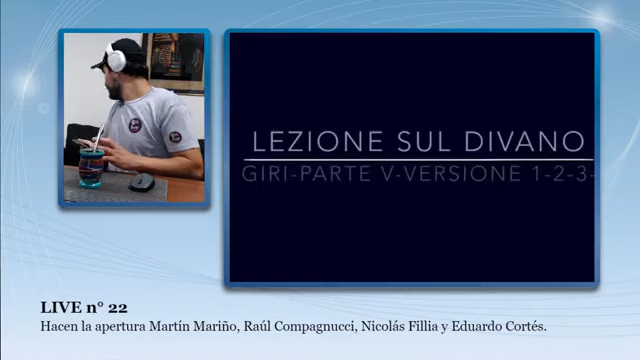 LEZIONE SUL DIVANO
GIRI-PARTE V-VERSIONE 1-2-3-
LIVE n° 22
Hacen la apertura Martín Mariño, Raúl Compagnucci, Nicolás Fillia y Eduardo Cortés.